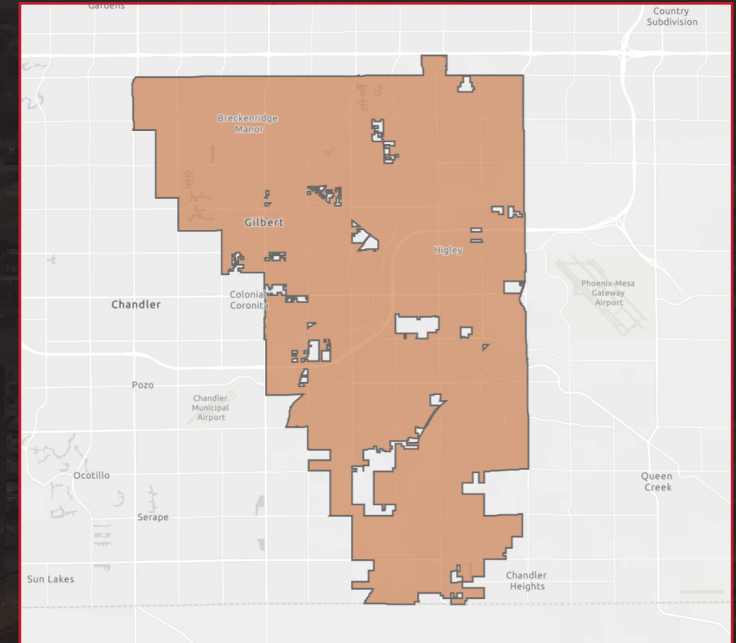 Gardens
Country
Subdivision
Breckenridge
Manor
Gilbert
Higley
Phoenix-Mesa
Gateway
Airport
Chandler
Colonia
Coronita
Pozo
Chandler
Municipal
Airport
Ocotillo
Queen
Creek
Serape
Sun Lakes
Chandler
Heights